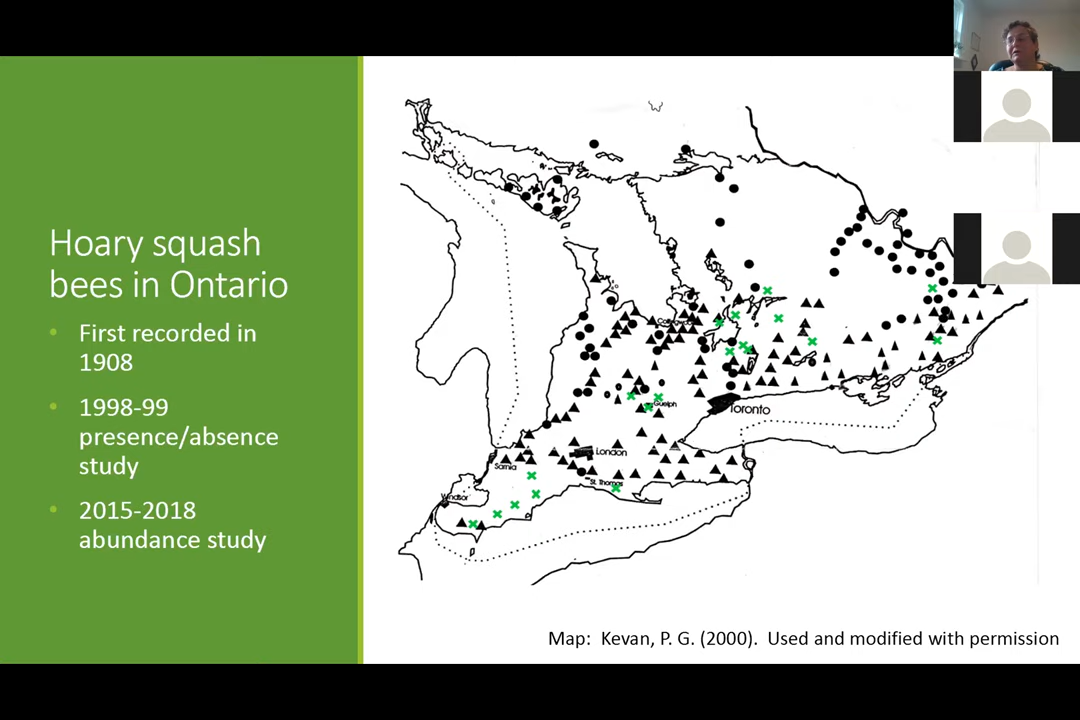 Hoary squash
bees in Ontario
• First recorded in
1908
• 1998-99
presence/absence
study
• 2015-2018
abundance study
Guelph
Toronto
London
Sarnia
St. Thomas
Windsor
Map: Kevan, P. G. (2000). Used and modified with permission